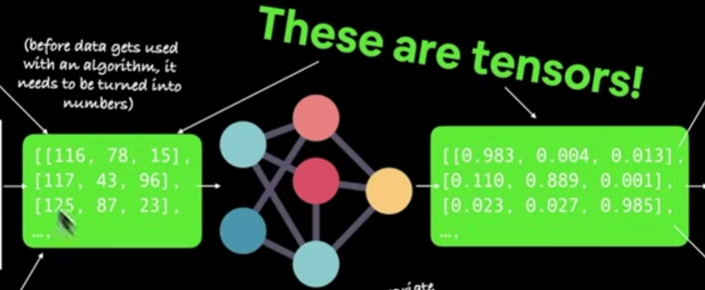 These are tensors!
(before data gets used
with an algorithm, it
needs to be turned into
numbers)
[[116, 78, 15],
[117, 43, 96],
[125, 87, 23],
…,
[[0.983, 0.004, 0.013],
[0.110, 0.889, 0.001],
[0.023, 0.027, 0.985],
…,